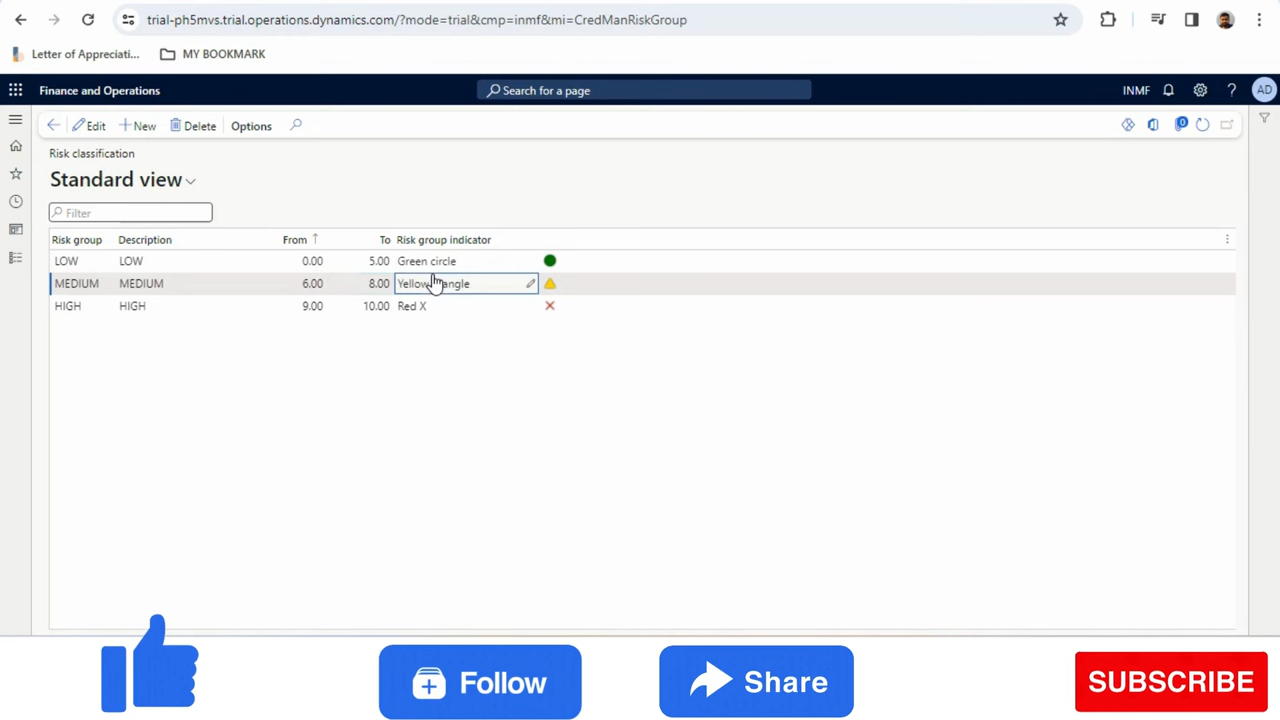 trial-ph5mvs.trial.operations.dynamics.com/?mode=trial&cmp=inmf&mi=CredManRiskGroup
Letter of Appreciati... MY BOOKMARK
Finance and Operations Search for a page INMF ? AD
Edit New Delete Options 0
Risk classification
Standard view
Filter
Risk group Description From To Risk group indicator
LOW LOW 0.00 5.00 Green circle
MEDIUM MEDIUM 6.00 8.00
HIGH HIGH 9.00 10.00 Red X
Follow Share SUBSCRIBE